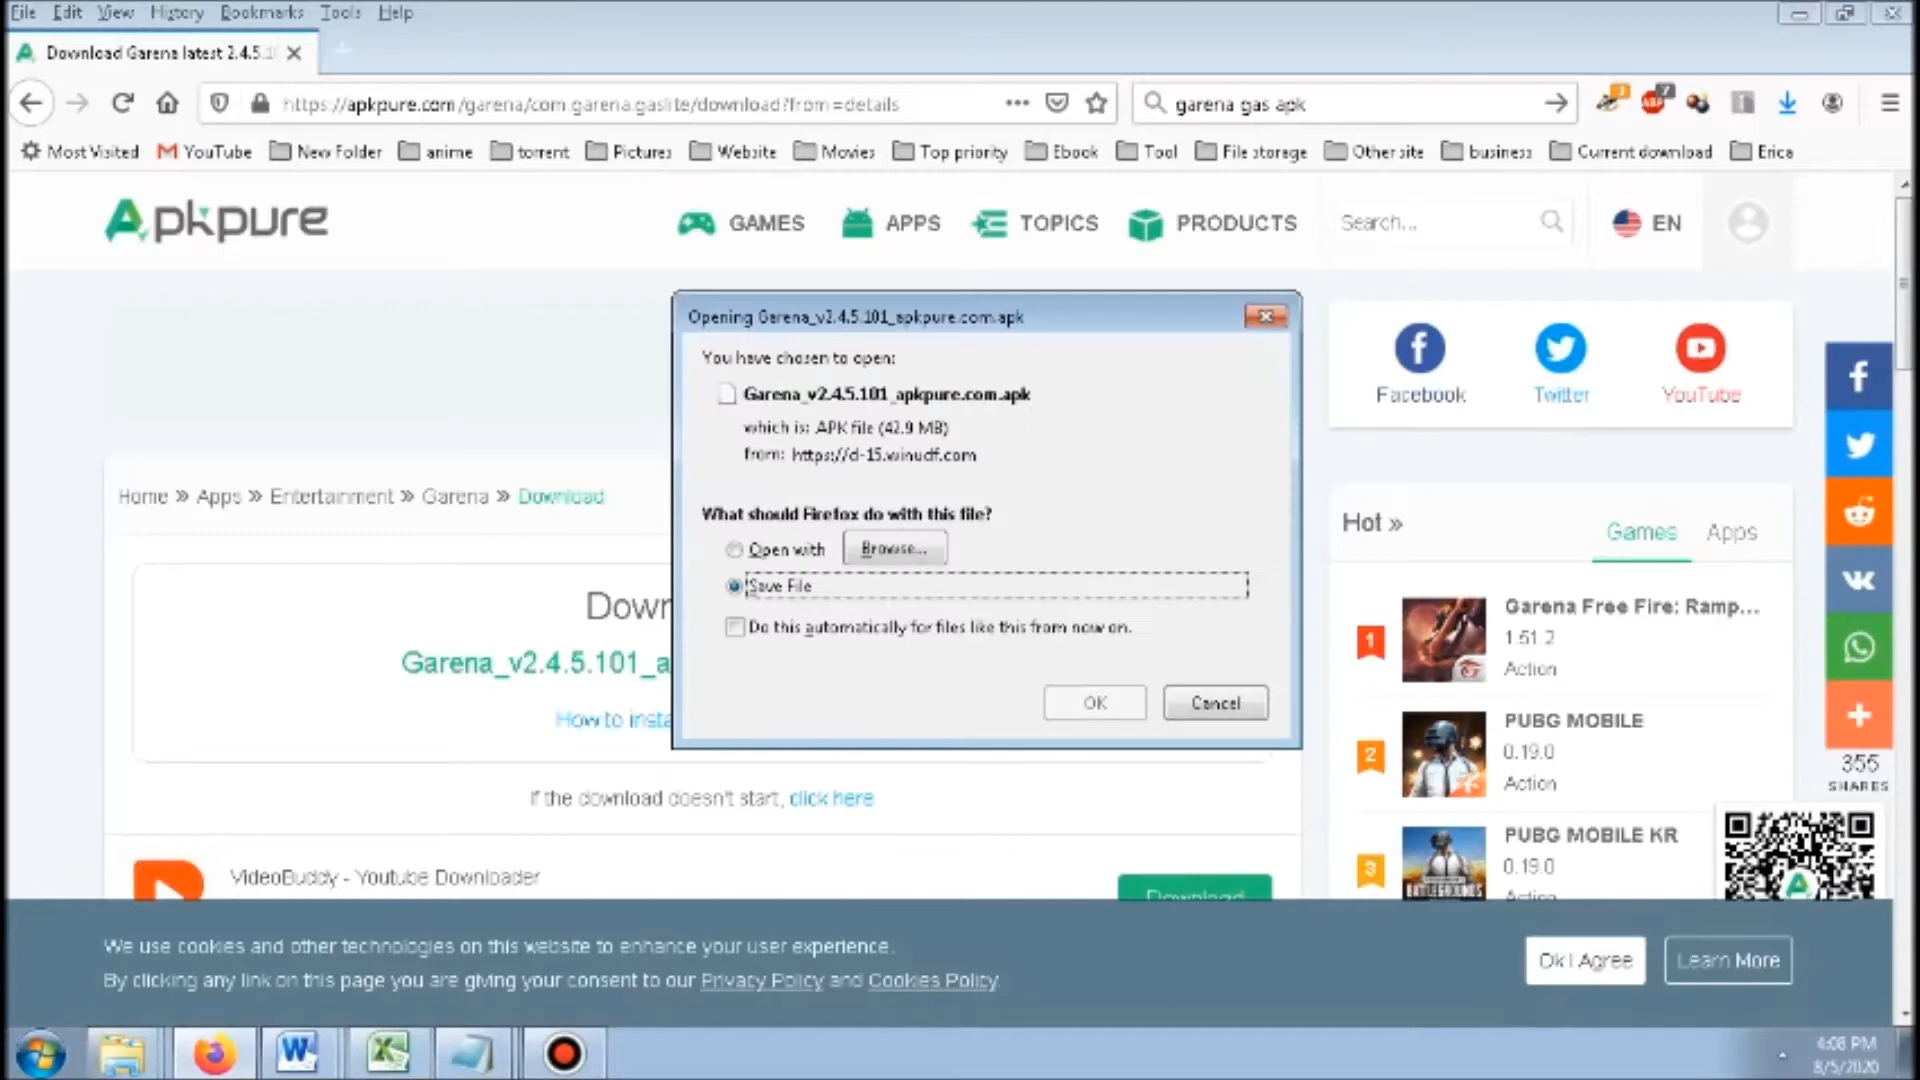 File Edit View History Bookmarks Tools Help
Download Garena latest 2.4.5.1
https://apkpure.com/garena/com.garena.gaslite/download?from=details
garena gas apk
Most Visited YouTube New Folder anime torrent Pictures Website Movies Top priority Ebook Tool File storage Other site business Current download Erica
Apkpure GAMES APPS TOPICS PRODUCTS Search... EN
Opening Garena_v2.4.5.101_apkpure.com.apk
You have chosen to open:
Garena_v2.4.5.101_apkpure.com.apk
which is: APK file (42.9 MB)
from: https://d-15.winudf.com
What should Firefox do with this file?
Open with Browse...
Save File
Do this automatically for files like this from now on.
OK Cancel
Facebook Twitter YouTube
Home » Apps » Entertainment » Garena » Download
Down
Garena_v2.4.5.101_a
How to insta
If the download doesn't start, click here
VideoBuddy - Youtube Downloader
Download
Hot » Games Apps
1
Garena Free Fire: Ramp...
1.51.2
Action
2
PUBG MOBILE
0.19.0
Action
3
PUBG MOBILE KR
0.19.0
Action
BATTLEGROUNDS
355
SHARES
We use cookies and other technologies on this website to enhance your user experience.
By clicking any link on this page you are giving your consent to our Privacy Policy and Cookies Policy.
Ok I Agree Learn More
4:08 PM
8/5/2020